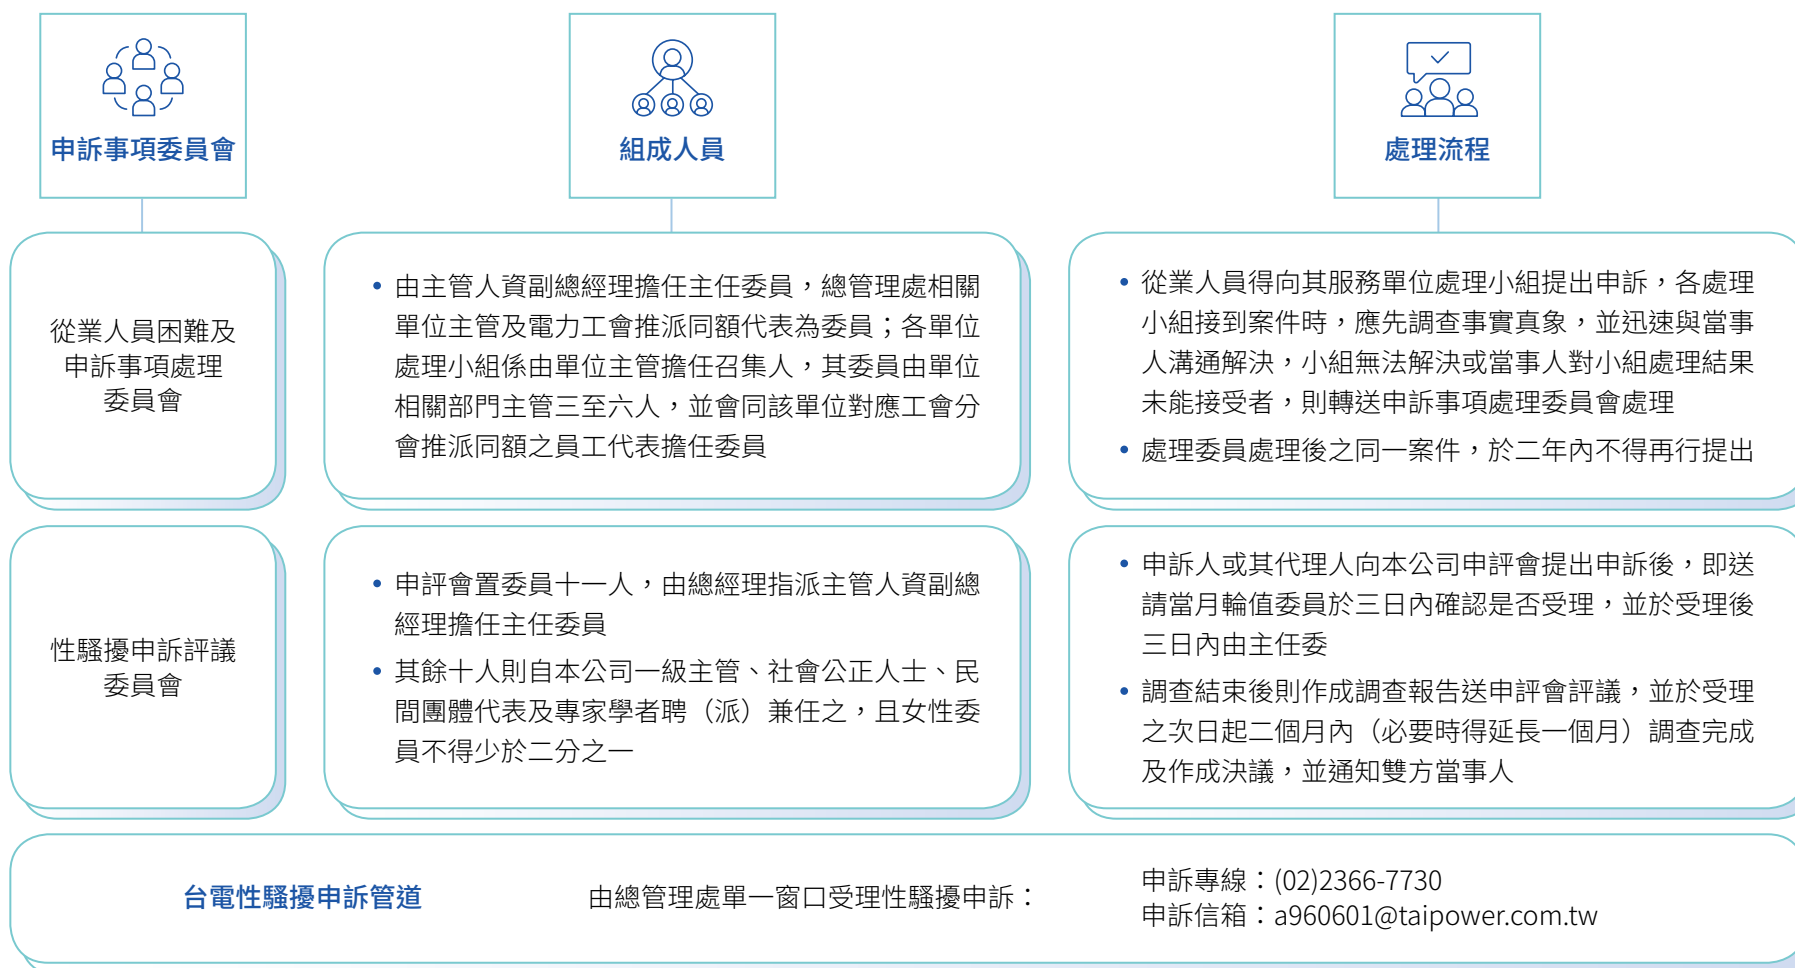 申訴事項委員會
組成人員
處理流程
從業人員困難及
申訴事項處理
委員會
• 由主管人資副總經理擔任主任委員，總管理處相關
單位主管及電力工會推派同額代表為委員；各單位
處理小組係由單位主管擔任召集人，其委員由單位
相關部門主管三至六人，並會同該單位對應工會分
會推派同額之員工代表擔任委員
• 從業人員得向其服務單位處理小組提出申訴，各處理
小組接到案件時，應先調查事實真象，並迅速與當事
人溝通解決，小組無法解決或當事人對小組處理結果
未能接受者，則轉送申訴事項處理委員會處理
• 處理委員處理後之同一案件，於二年內不得再行提出
性騷擾申訴評議
委員會
• 申評會置委員十一人，由總經理指派主管人資副總
經理擔任主任委員
• 其餘十人則自本公司一級主管、社會公正人士、民
間團體代表及專家學者聘（派）兼任之，且女性委
員不得少於二分之一
• 申訴人或其代理人向本公司申評會提出申訴後，即送
請當月輪值委員於三日內確認是否受理，並於受理後
三日內由主任委
• 調查結束後則作成調查報告送申評會評議，並於受理
之次日起二個月內（必要時得延長一個月）調查完成
及作成決議，並通知雙方當事人
台電性騷擾申訴管道
由總管理處單一窗口受理性騷擾申訴：
申訴專線：(02)2366-7730
申訴信箱：a960601@taipower.com.tw